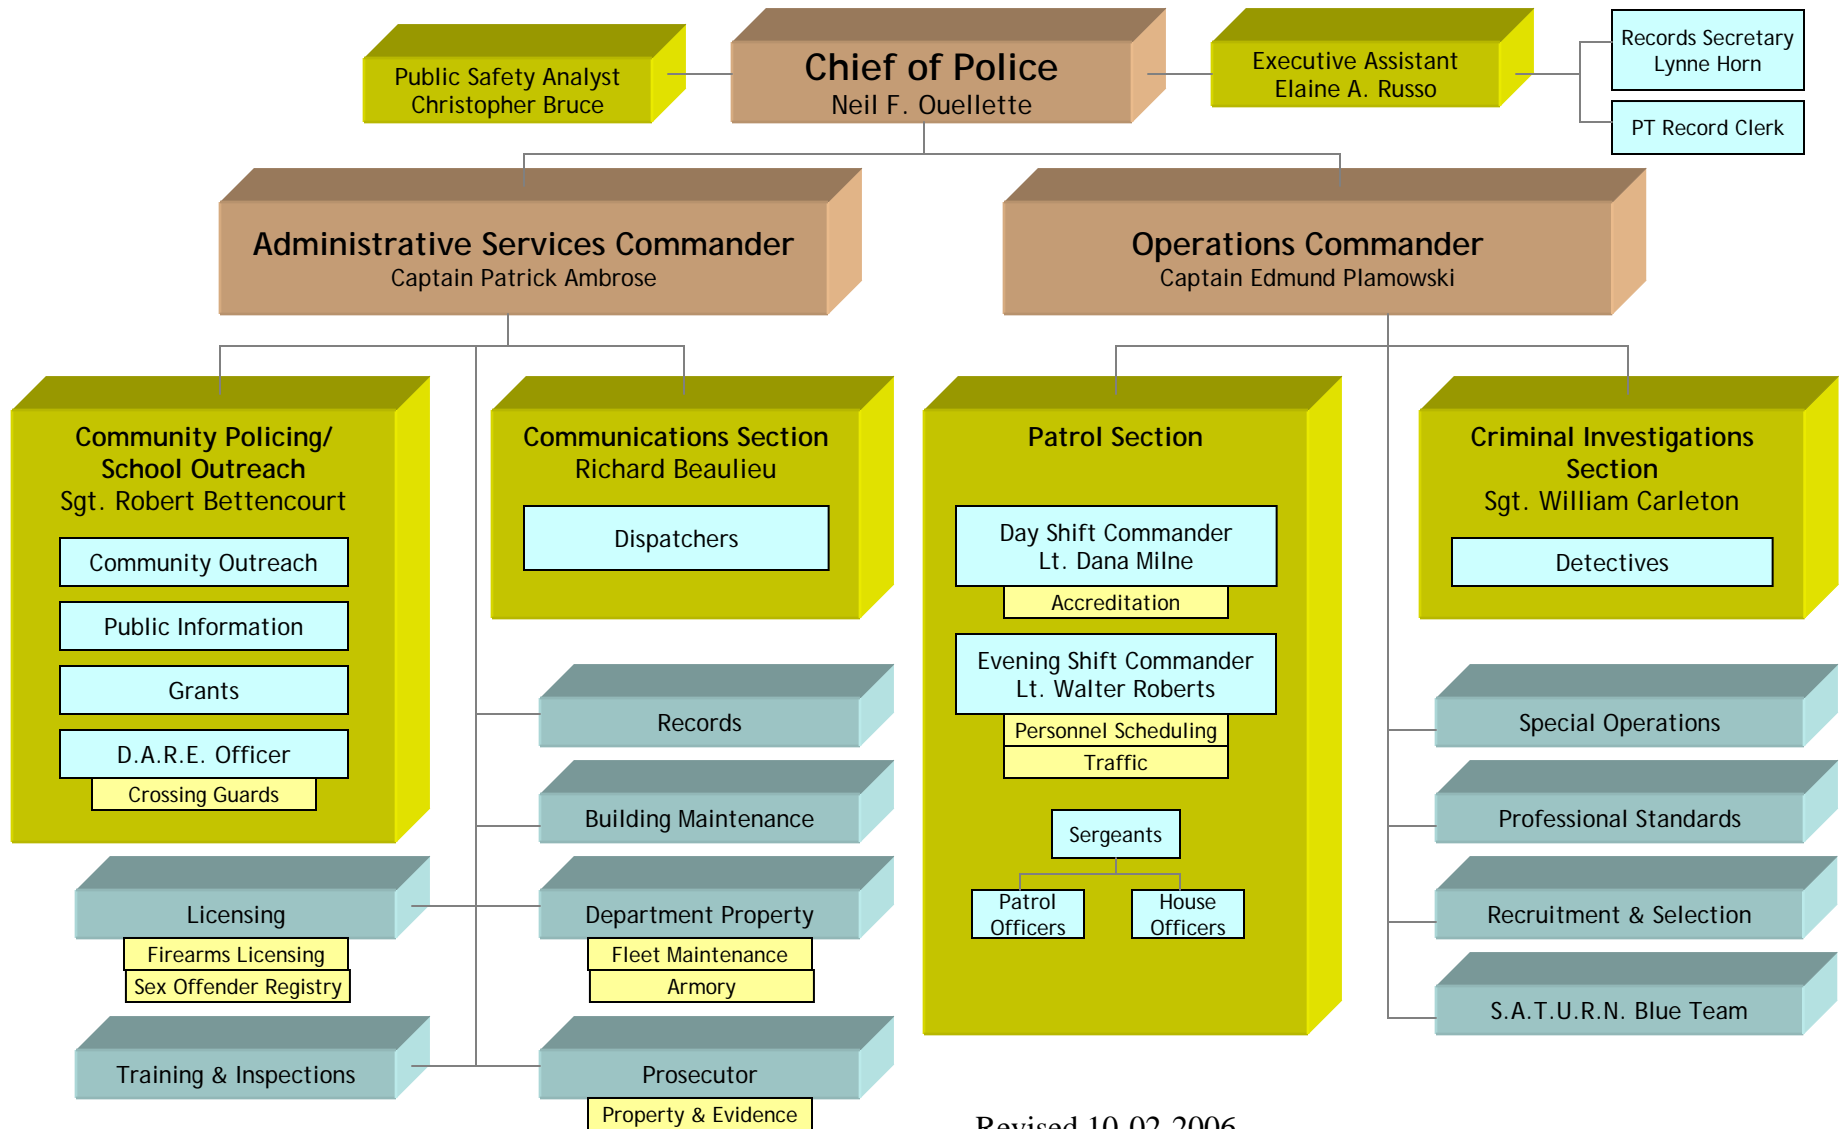 Public Safety Analyst
Christopher Bruce
Chief of Police
Neil F. Ouellette
Executive Assistant
Elaine A. Russo
Records Secretary
Lynne Horn
PT Record Clerk
Administrative Services Commander
Captain Patrick Ambrose
Operations Commander
Captain Edmund Plamowski
Community Policing/
School Outreach
Sgt. Robert Bettencourt
Community Outreach
Public Information
Grants
D.A.R.E. Officer
Crossing Guards
Communications Section
Richard Beaulieu
Dispatchers
Records
Building Maintenance
Licensing
Firearms Licensing
Sex Offender Registry
Department Property
Fleet Maintenance
Armory
Training & Inspections
Prosecutor
Property & Evidence
Patrol Section
Day Shift Commander
Lt. Dana Milne
Accreditation
Evening Shift Commander
Lt. Walter Roberts
Personnel Scheduling
Traffic
Sergeants
Patrol
Officers
House
Officers
Criminal Investigations
Section
Sgt. William Carleton
Detectives
Special Operations
Professional Standards
Recruitment & Selection
S.A.T.U.R.N. Blue Team
Revised 10-02-2006